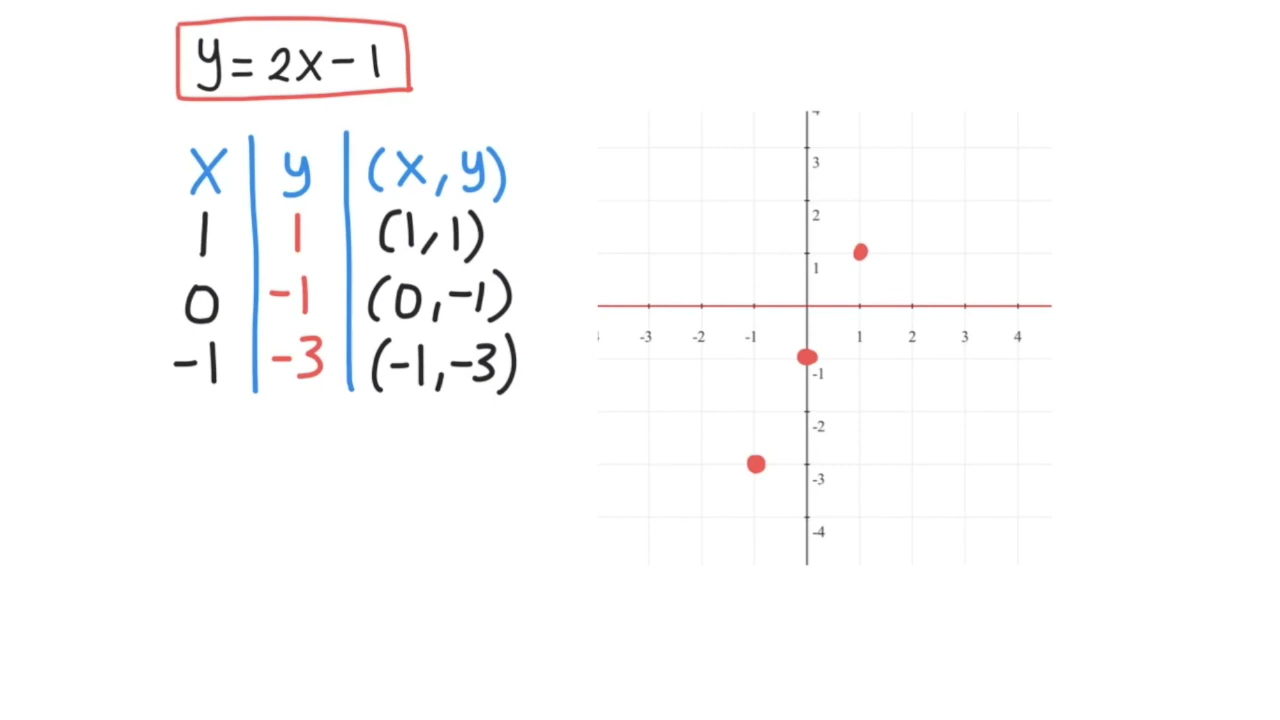 y = 2x - 1
x y (x, y)
1 1 (1, 1)
0 -1 (0, -1)
-1 -3 (-1, -3)
4
3
2
1
-3 -2 -1 1 2 3 4
-1
-2
-3
-4